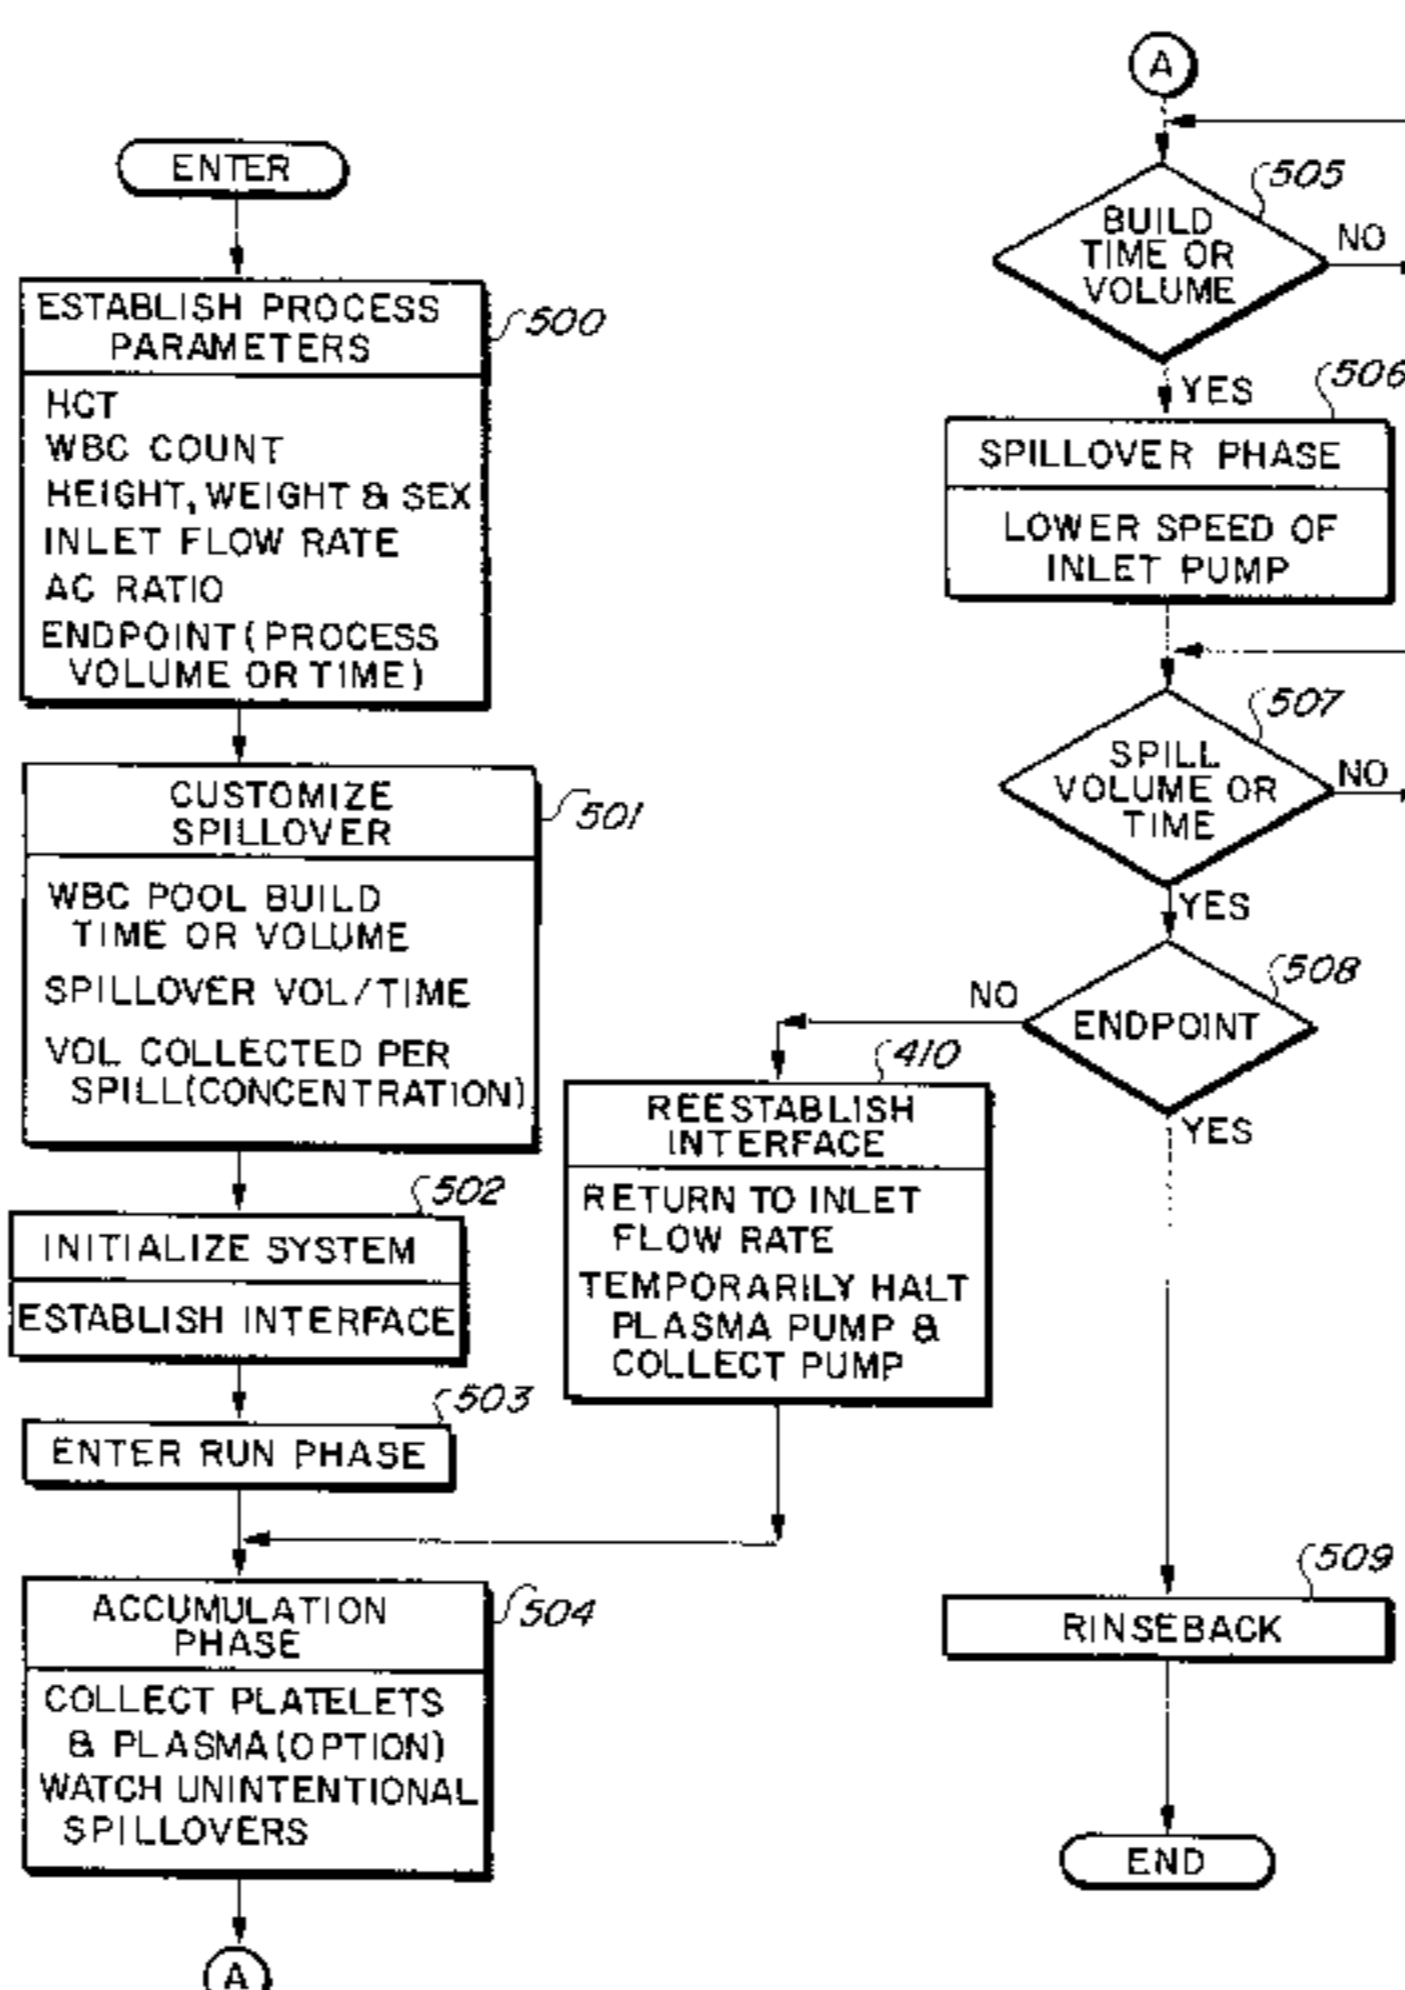 ENTER
ESTABLISH PROCESS
PARAMETERS
500
HCT
WBC COUNT
HEIGHT, WEIGHT & SEX
INLET FLOW RATE
AC RATIO
ENDPOINT (PROCESS
VOLUME OR TIME)
CUSTOMIZE
SPILLOVER
501
WBC POOL BUILD
TIME OR VOLUME
SPILLOVER VOL/TIME
VOL COLLECTED PER
SPILL (CONCENTRATION)
502
INITIALIZE SYSTEM
ESTABLISH INTERFACE
503
ENTER RUN PHASE
ACCUMULATION
PHASE
504
COLLECT PLATELETS
& PLASMA (OPTION)
WATCH UNINTENTIONAL
SPILLOVERS
A
410
REESTABLISH
INTERFACE
RETURN TO INLET
FLOW RATE
TEMPORARILY HALT
PLASMA PUMP &
COLLECT PUMP
A
505
BUILD
TIME OR
VOLUME
NO
YES
506
SPILLOVER PHASE
LOWER SPEED OF
INLET PUMP
507
SPILL
VOLUME OR
TIME
NO
YES
508
NO
ENDPOINT
YES
509
RINSEBACK
END